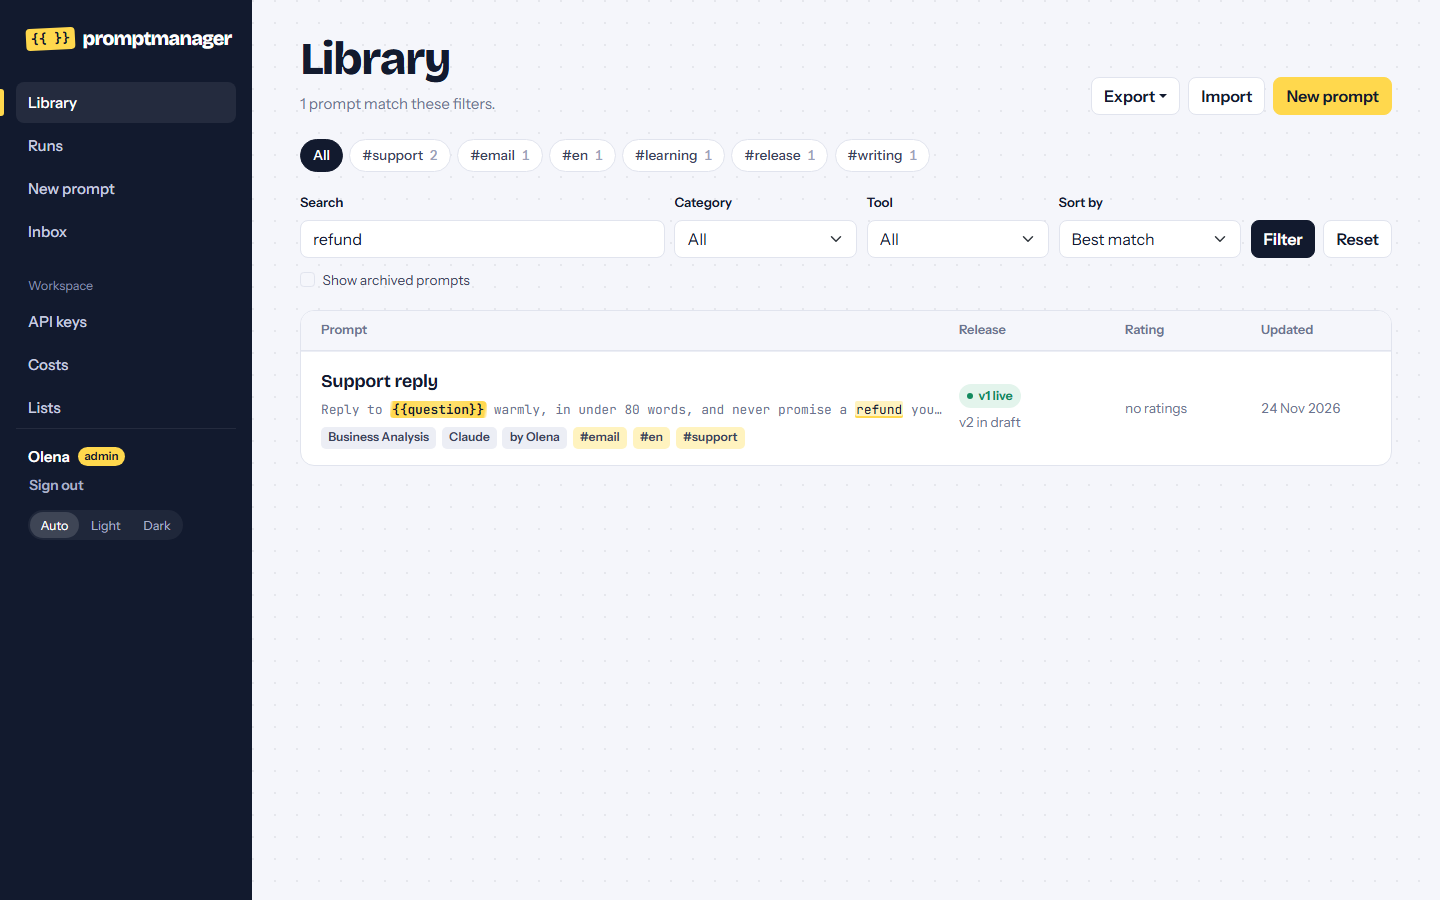 {{ }} promptmanager
Library
Runs
New prompt
Inbox
Workspace
API keys
Costs
Lists
Olena admin
Sign out
Auto Light Dark
Library
1 prompt match these filters.
Export Import New prompt
All #support 2 #email 1 #en 1 #learning 1 #release 1 #writing 1
Search Category Tool Sort by
refund All All Best match Filter Reset
Show archived prompts
Prompt Release Rating Updated
Support reply
Reply to {{question}} warmly, in under 80 words, and never promise a refund you…
Business Analysis Claude by Olena #email #en #support
v1 live
v2 in draft
no ratings
24 Nov 2026